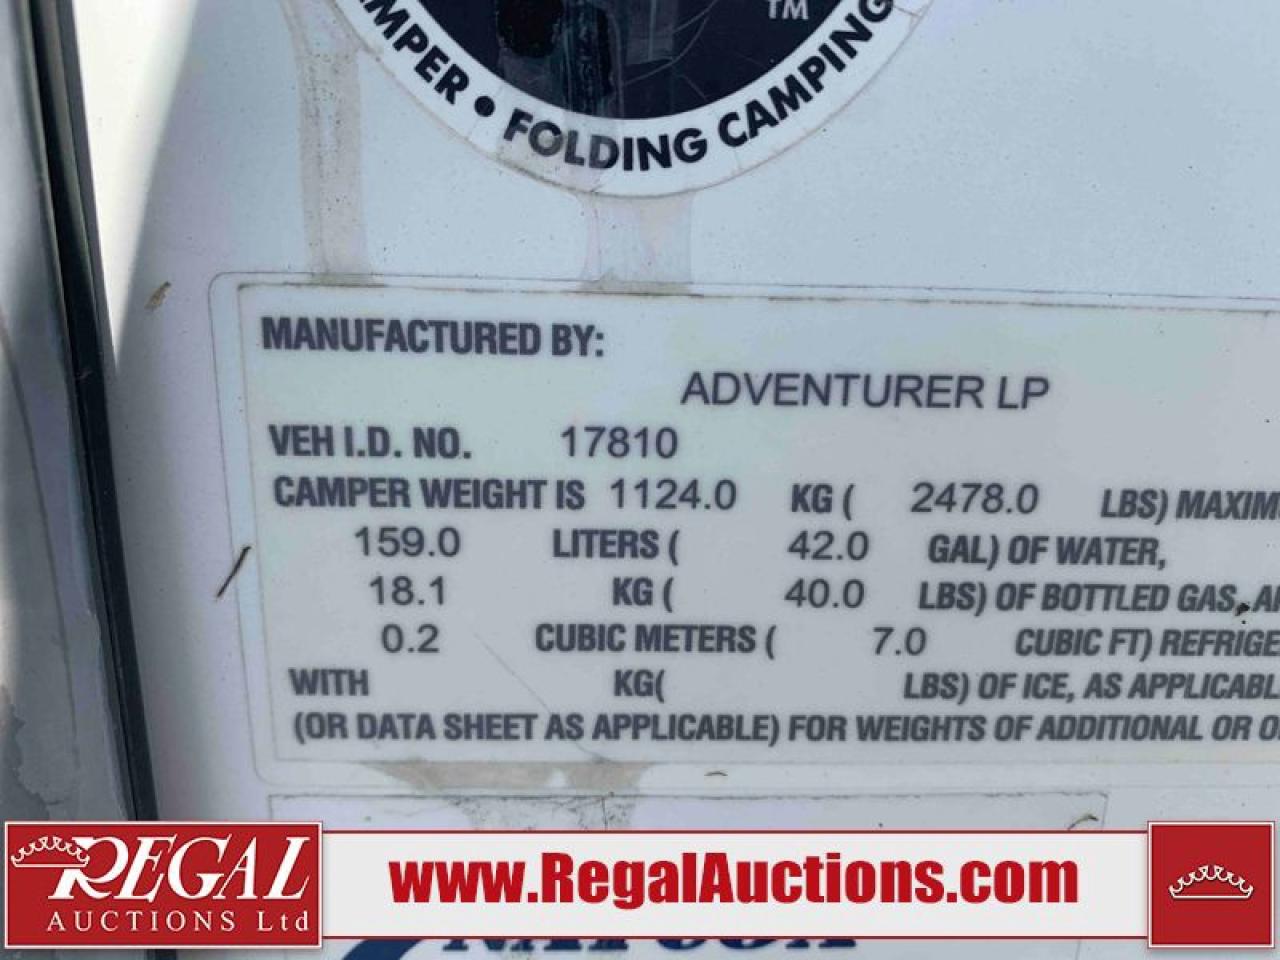 TM
AMPER • FOLDING CAMPING
MANUFACTURED BY:
ADVENTURER LP
VEH I.D. NO. 17810
CAMPER WEIGHT IS 1124.0 KG ( 2478.0 LBS) MAXIM
159.0 LITERS ( 42.0 GAL) OF WATER,
18.1 KG ( 40.0 LBS) OF BOTTLED GAS, A
0.2 CUBIC METERS ( 7.0 CUBIC FT) REFRIGE
WITH KG( LBS) OF ICE, AS APPLICABL
(OR DATA SHEET AS APPLICABLE) FOR WEIGHTS OF ADDITIONAL OR O
REGAL
AUCTIONS Ltd
www.RegalAuctions.com